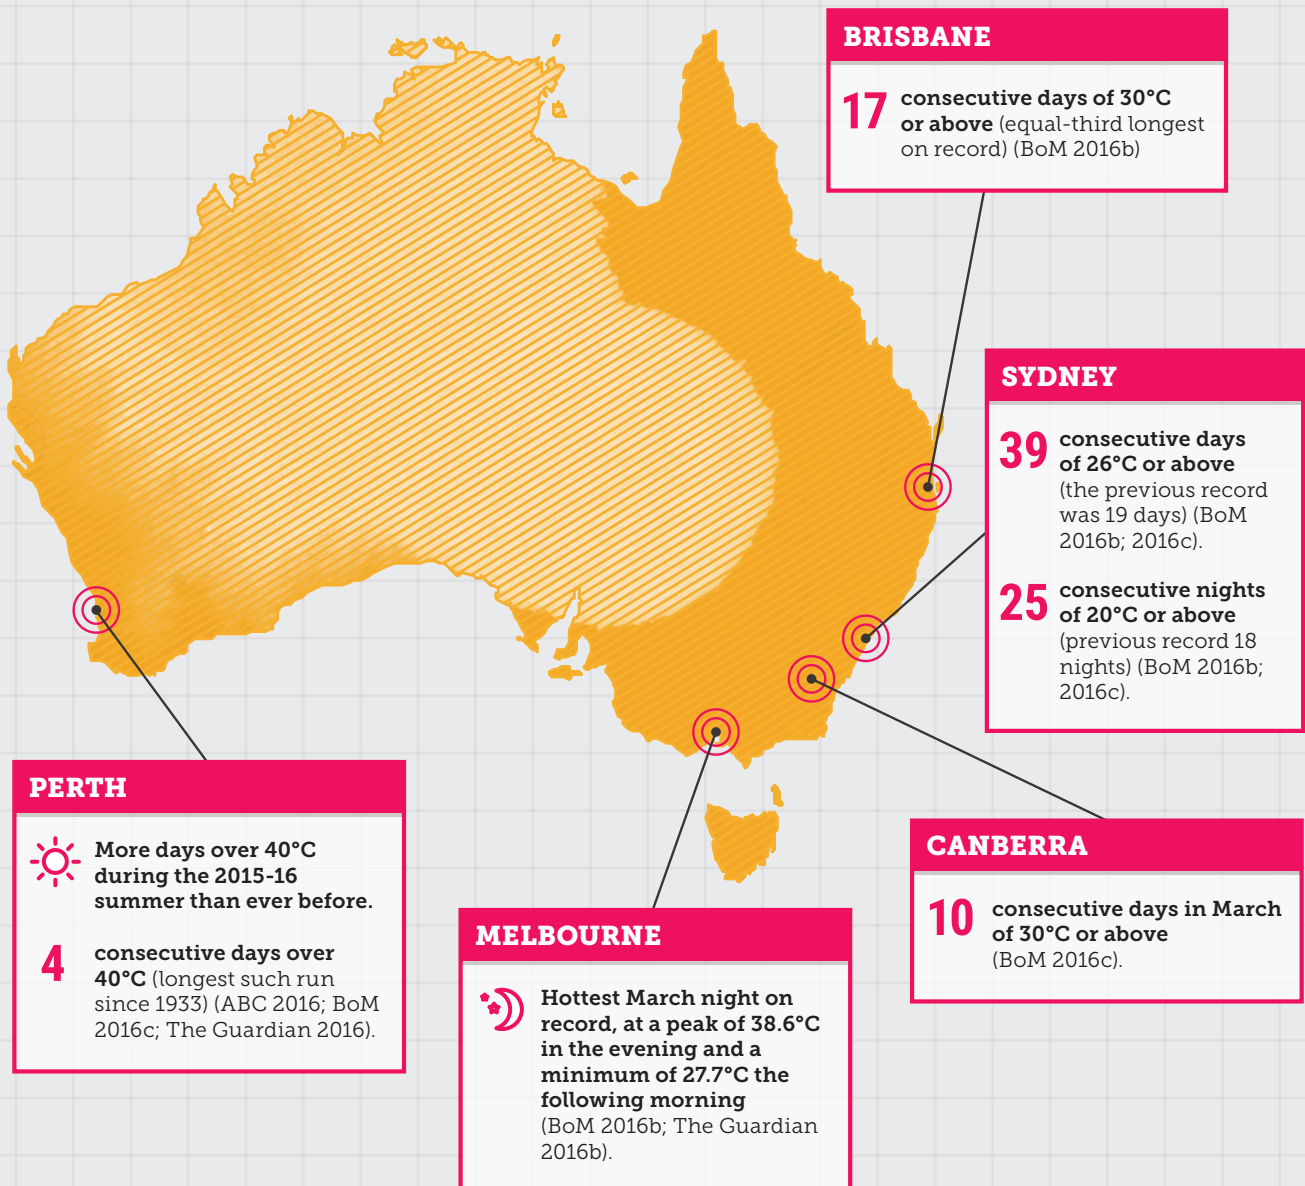 BRISBANE
17
consecutive days of 30°C
or above (equal-third longest
on record) (BoM 2016b)
SYDNEY
39
consecutive days
of 26°C or above
(the previous record
was 19 days) (BoM
2016b; 2016c).
25
consecutive nights
of 20°C or above
(previous record 18
nights) (BoM 2016b;
2016c).
PERTH
More days over 40°C
during the 2015-16
summer than ever before.
4
consecutive days over
40°C (longest such run
since 1933) (ABC 2016; BoM
2016c; The Guardian 2016).
MELBOURNE
Hottest March night on
record, at a peak of 38.6°C
in the evening and a
minimum of 27.7°C the
following morning
(BoM 2016b; The Guardian
2016b).
CANBERRA
10
consecutive days in March
of 30°C or above
(BoM 2016c).